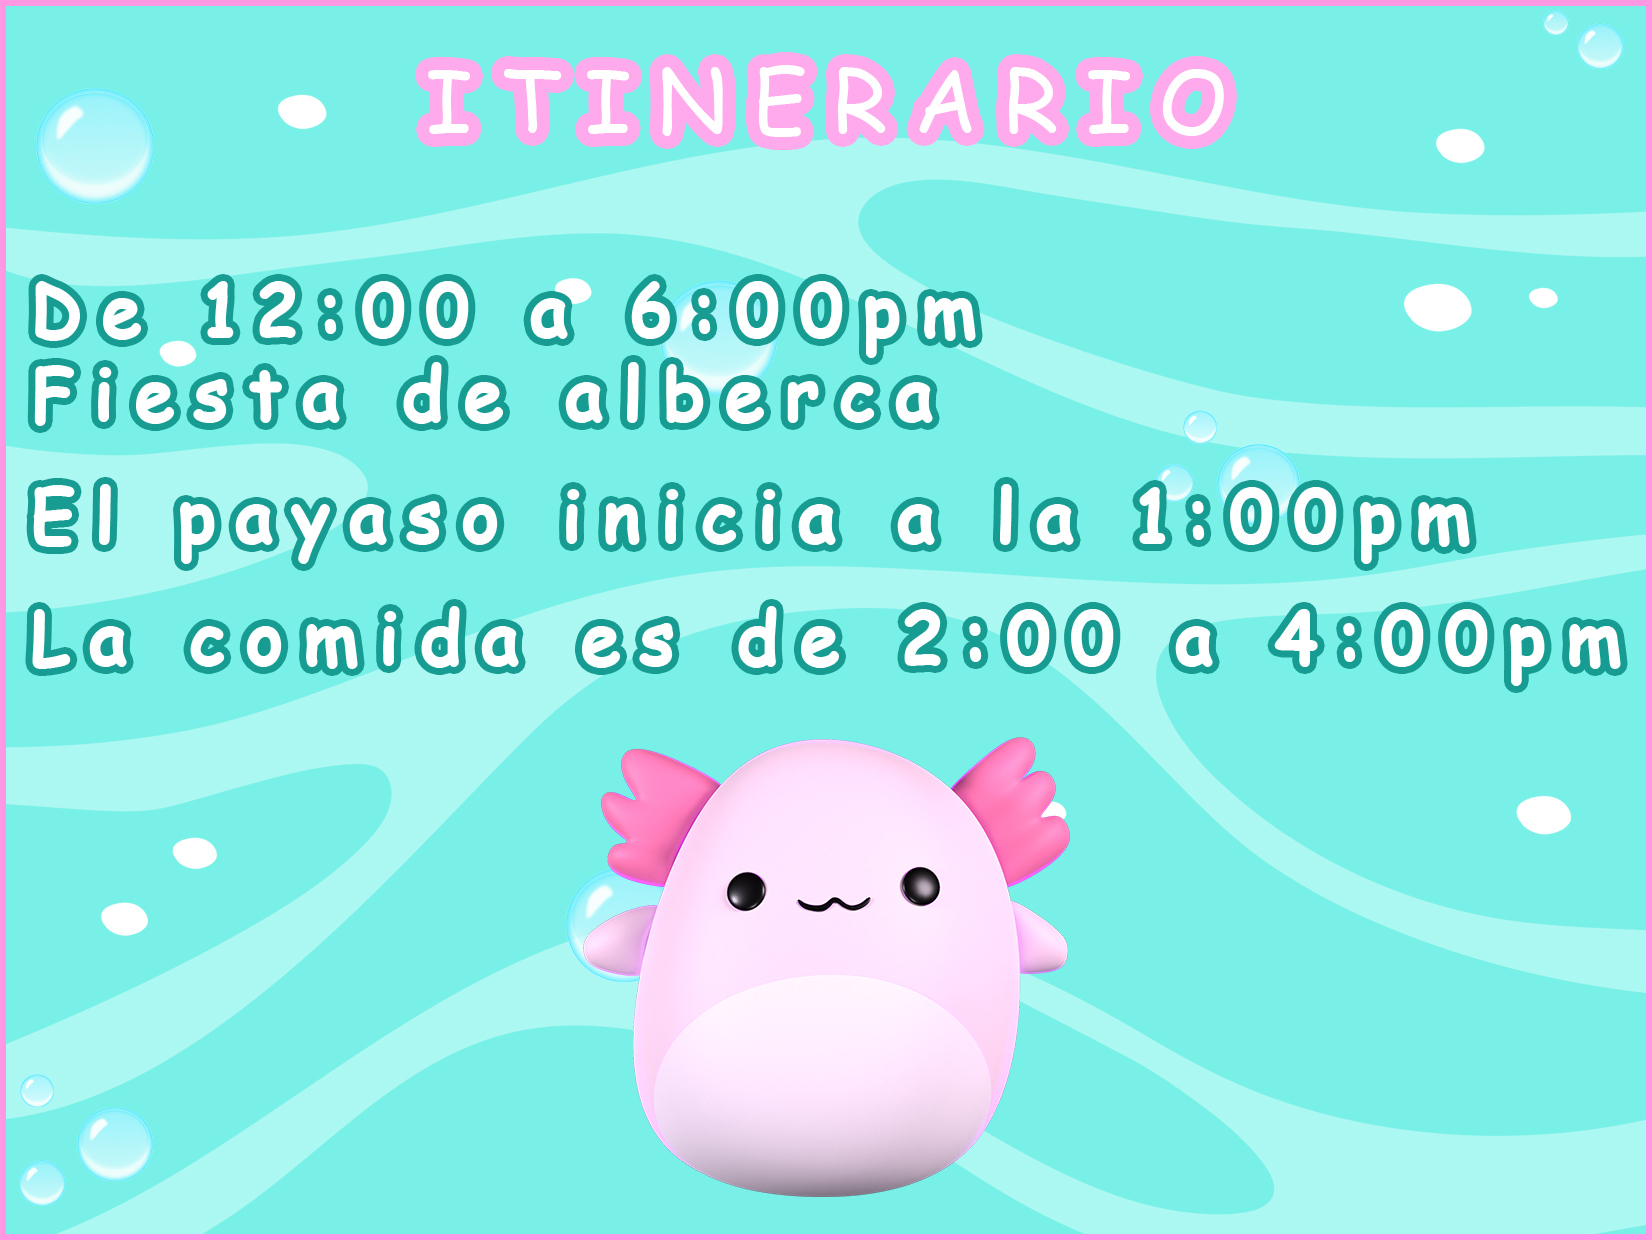 ITINERARIO
De 12:00 a 6:00pm
Fiesta de alberca
El payaso inicia a la 1:00pm
La comida es de 2:00 a 4:00pm